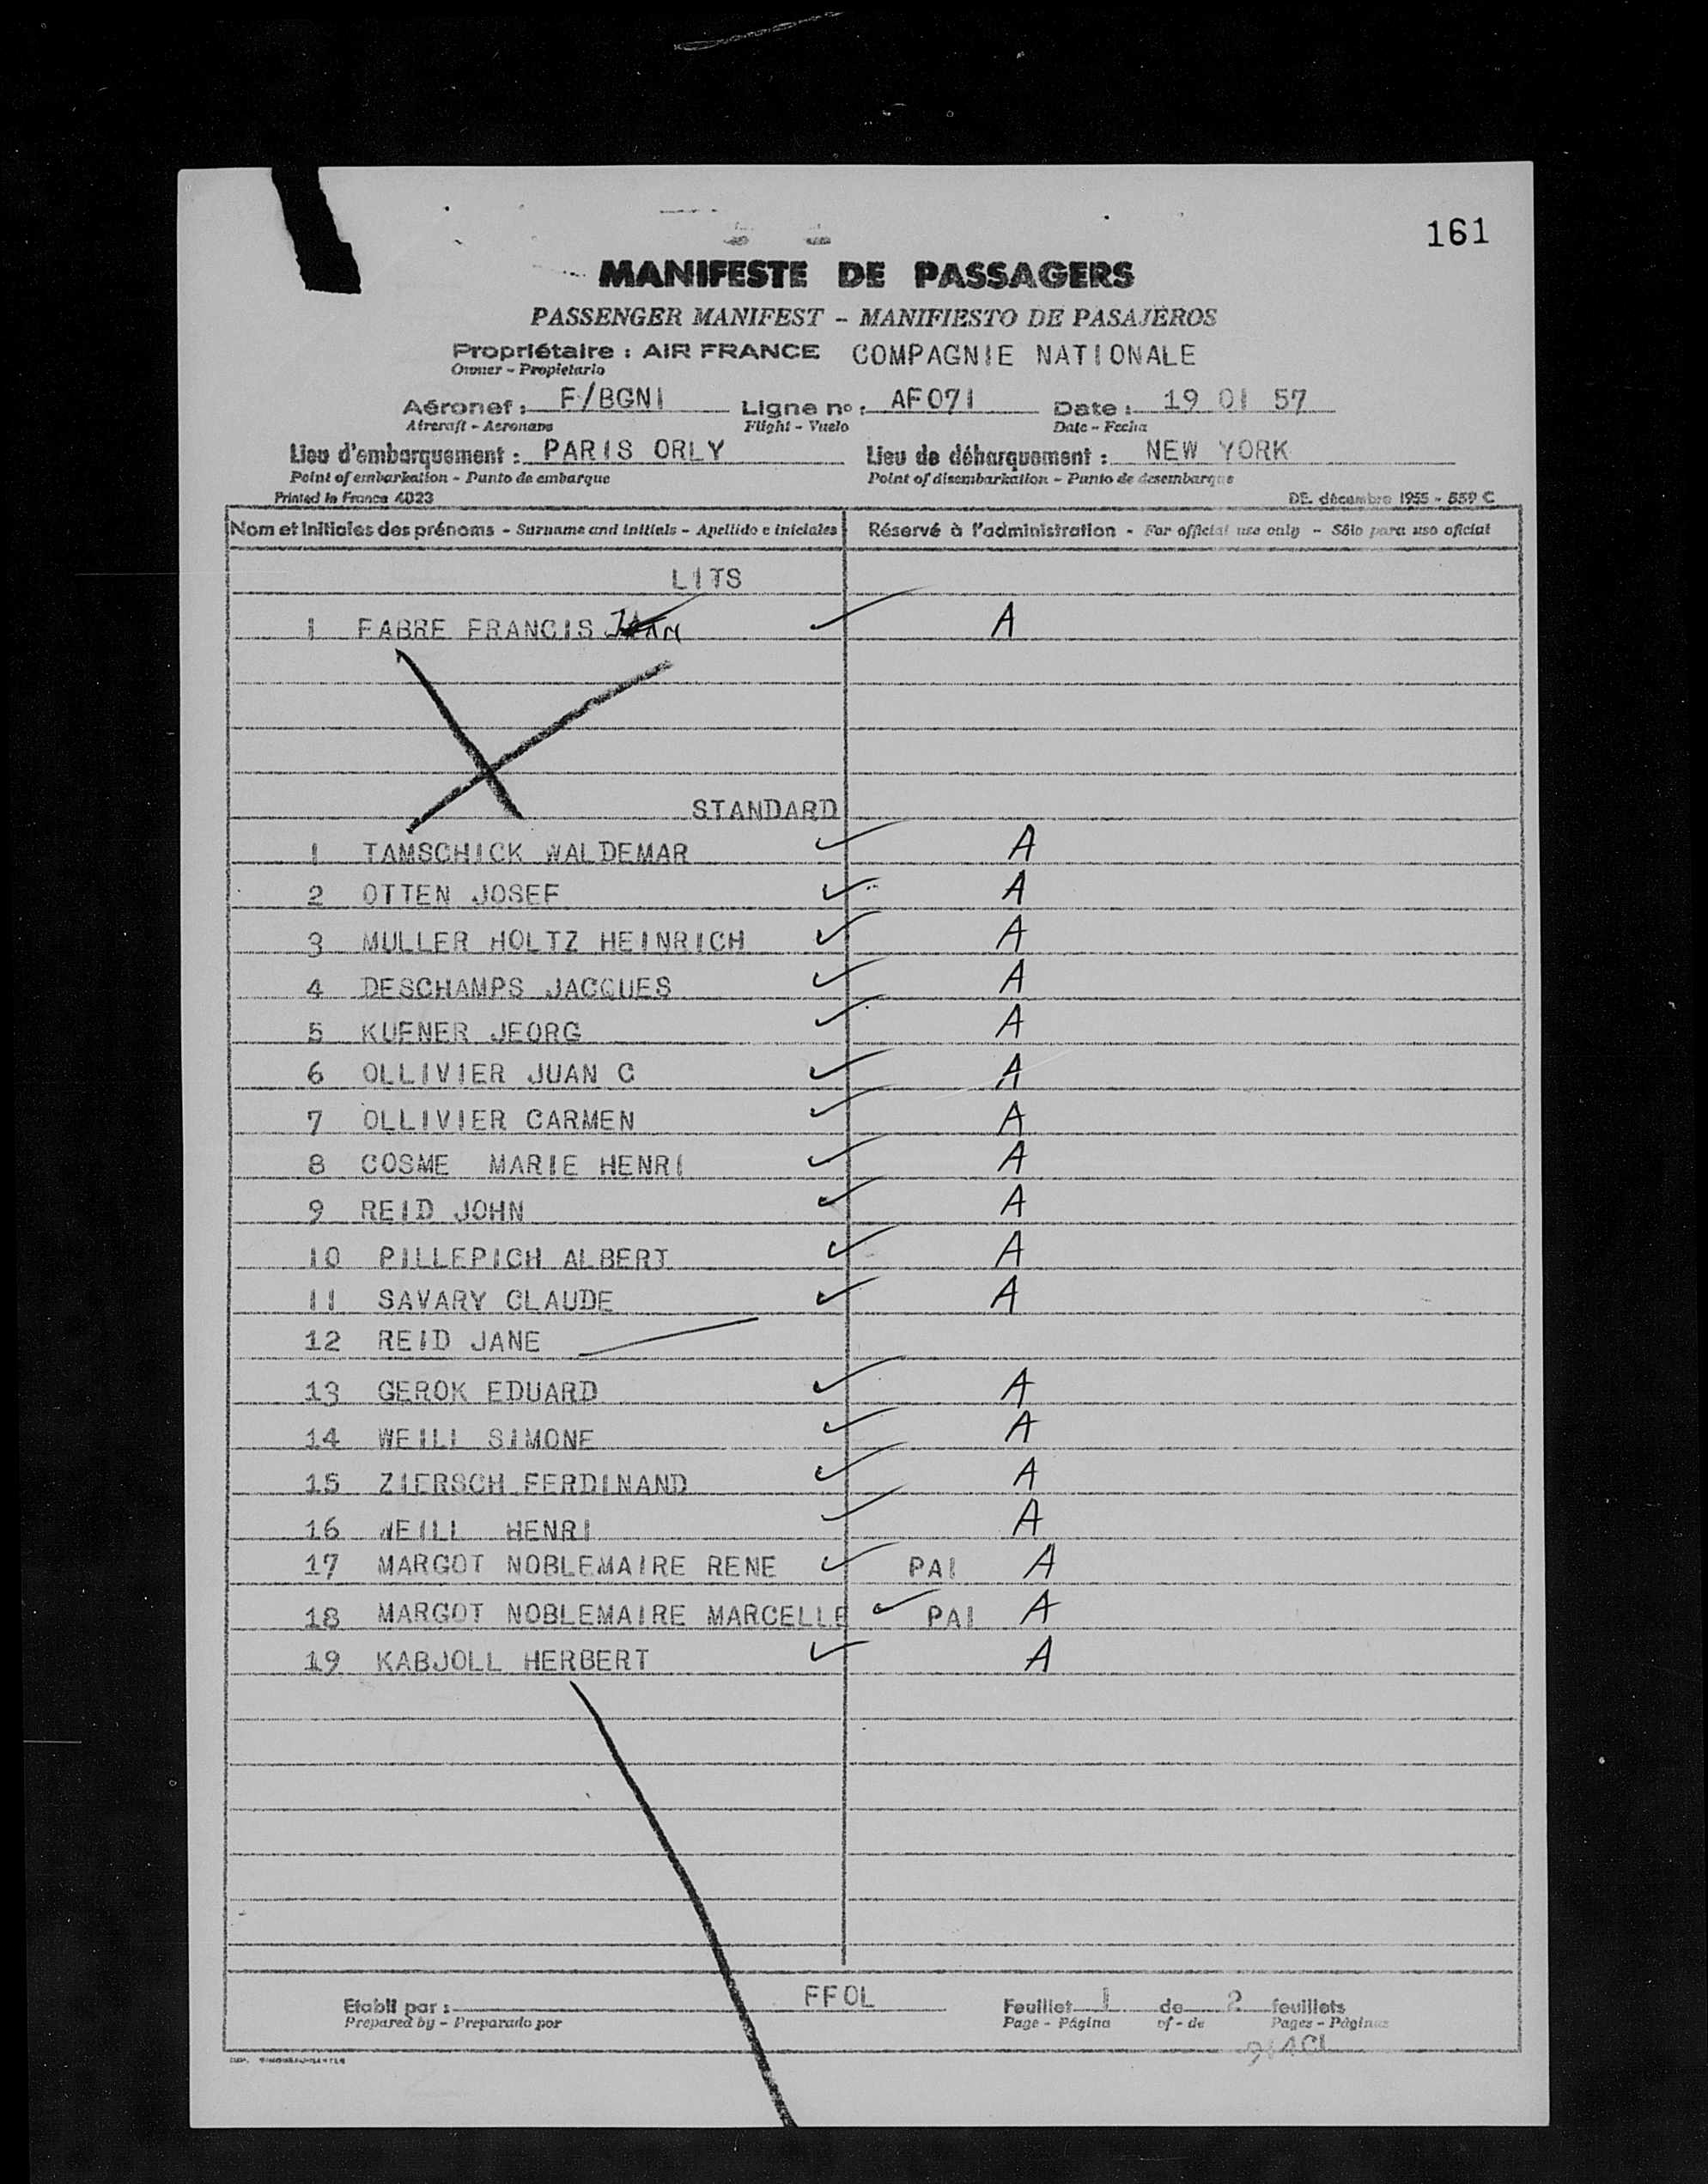 161
MANIFESTE DE PASSAGERS
PASSENGER MANIFEST - MANIFIESTO DE PASAJEROS
Propriétaire : AIR FRANCE COMPAGNIE NATIONALE
Owner - Propietario
Aéronef : F/BGNI Ligne no : AF071 Date : 19 01 57
Aircraft - Aeronave Flight - Vuelo Date - Fecha
Lieu d'embarquement : PARIS ORLY Lieu de débarquement : NEW YORK
Point of embarkation - Punto de embarque Point of disembarkation - Punto de desembarque
Printed in France 4023 DE. décembre 1955 - 559 C
Nom et Initiales des prénoms - Surname and initials - Apellido e iniciales Réservé à l'administration - For official use only - Sólo para uso oficial
LITS
1 FABRE FRANCIS JEAN A
STANDARD
1 TAMSCHICK WALDEMAR A
2 OTTEN JOSEF A
3 MULLER HOLTZ HEINRICH A
4 DESCHAMPS JACQUES A
5 KUFNER JEORG A
6 OLLIVIER JUAN C A
7 OLLIVIER CARMEN A
8 COSME MARIE HENRI A
9 REID JOHN A
10 PILLEPICH ALBERT A
11 SAVARY CLAUDE A
12 REID JANE
13 GEROK EDUARD A
14 WEILL SIMONE A
15 ZIERSCH FERDINAND A
16 WEILL HENRI A
17 MARGOT NOBLEMAIRE RENE PAI A
18 MARGOT NOBLEMAIRE MARCELLE PAI A
19 KABJOLL HERBERT A
Etabli par : FFOL Feuillet 1 de 2 feuillets
Prepared by - Preparado por Page - Página of - de Pages - Páginas